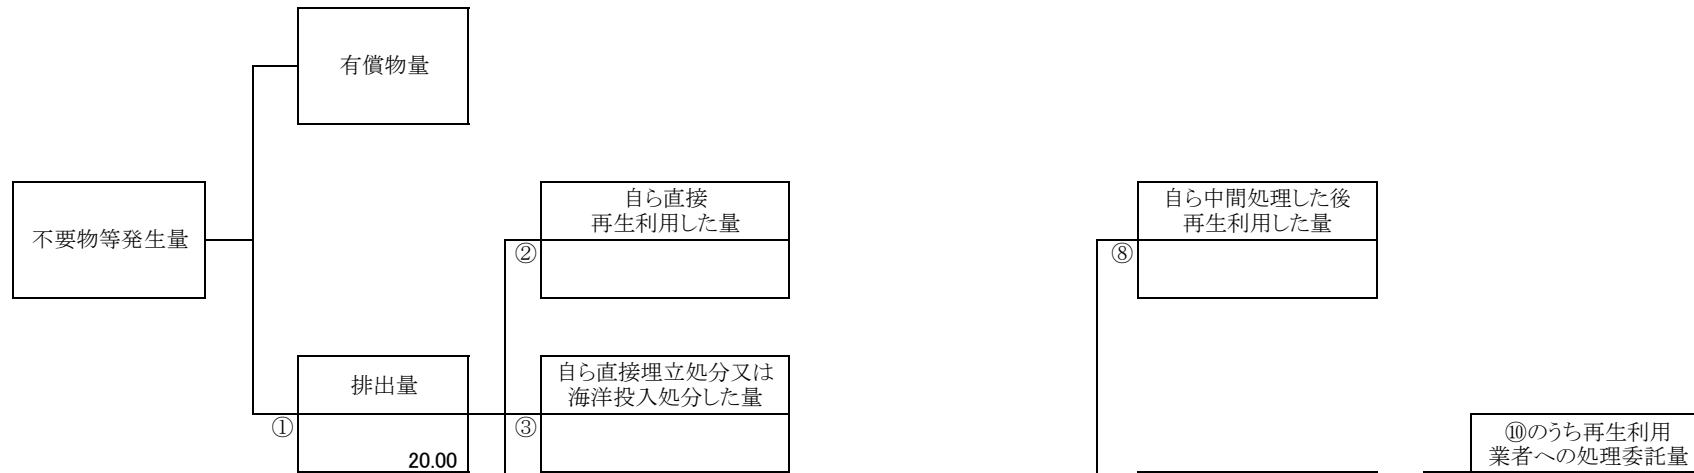 有償物量
自ら直接
再生利用した量
自ら中間処理した後
再生利用した量
不要物等発生量
②
⑧
排出量
自ら直接埋立処分又は
海洋投入処分した量
①
③
⑩のうち再生利用
業者への処理委託量
20.00